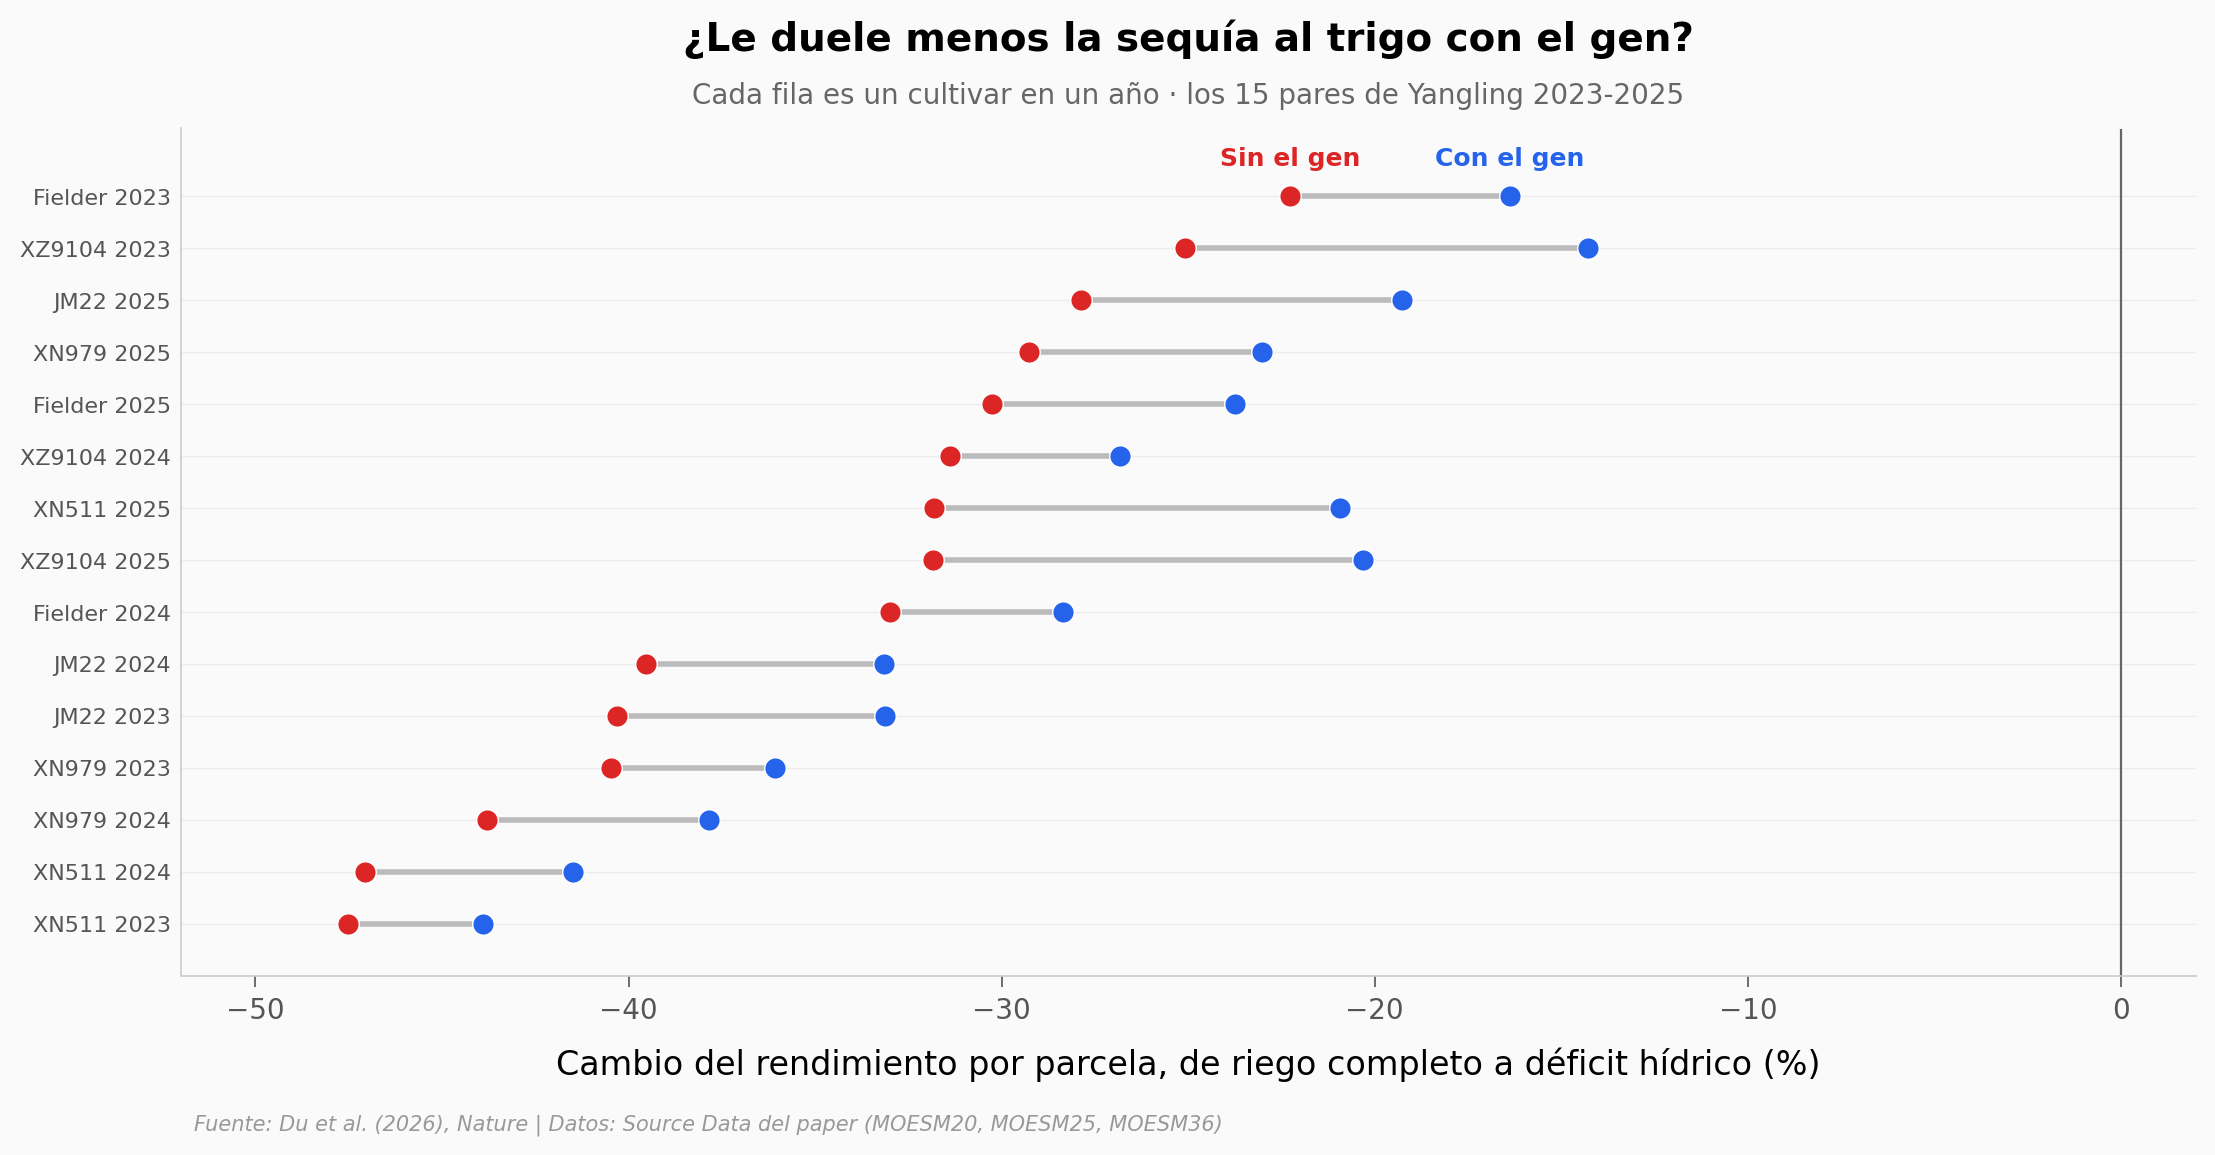 ¿Le duele menos la sequía al trigo con el gen?
Cada fila es un cultivar en un año · los 15 pares de Yangling 2023-2025
Sin el gen
Con el gen
Fielder 2023
XZ9104 2023
JM22 2025
XN979 2025
Fielder 2025
XZ9104 2024
XN511 2025
XZ9104 2025
Fielder 2024
JM22 2024
JM22 2023
XN979 2023
XN979 2024
XN511 2024
XN511 2023
−50
−40
−30
−20
−10
0
Cambio del rendimiento por parcela, de riego completo a déficit hídrico (%)
Fuente: Du et al. (2026), Nature | Datos: Source Data del paper (MOESM20, MOESM25, MOESM36)